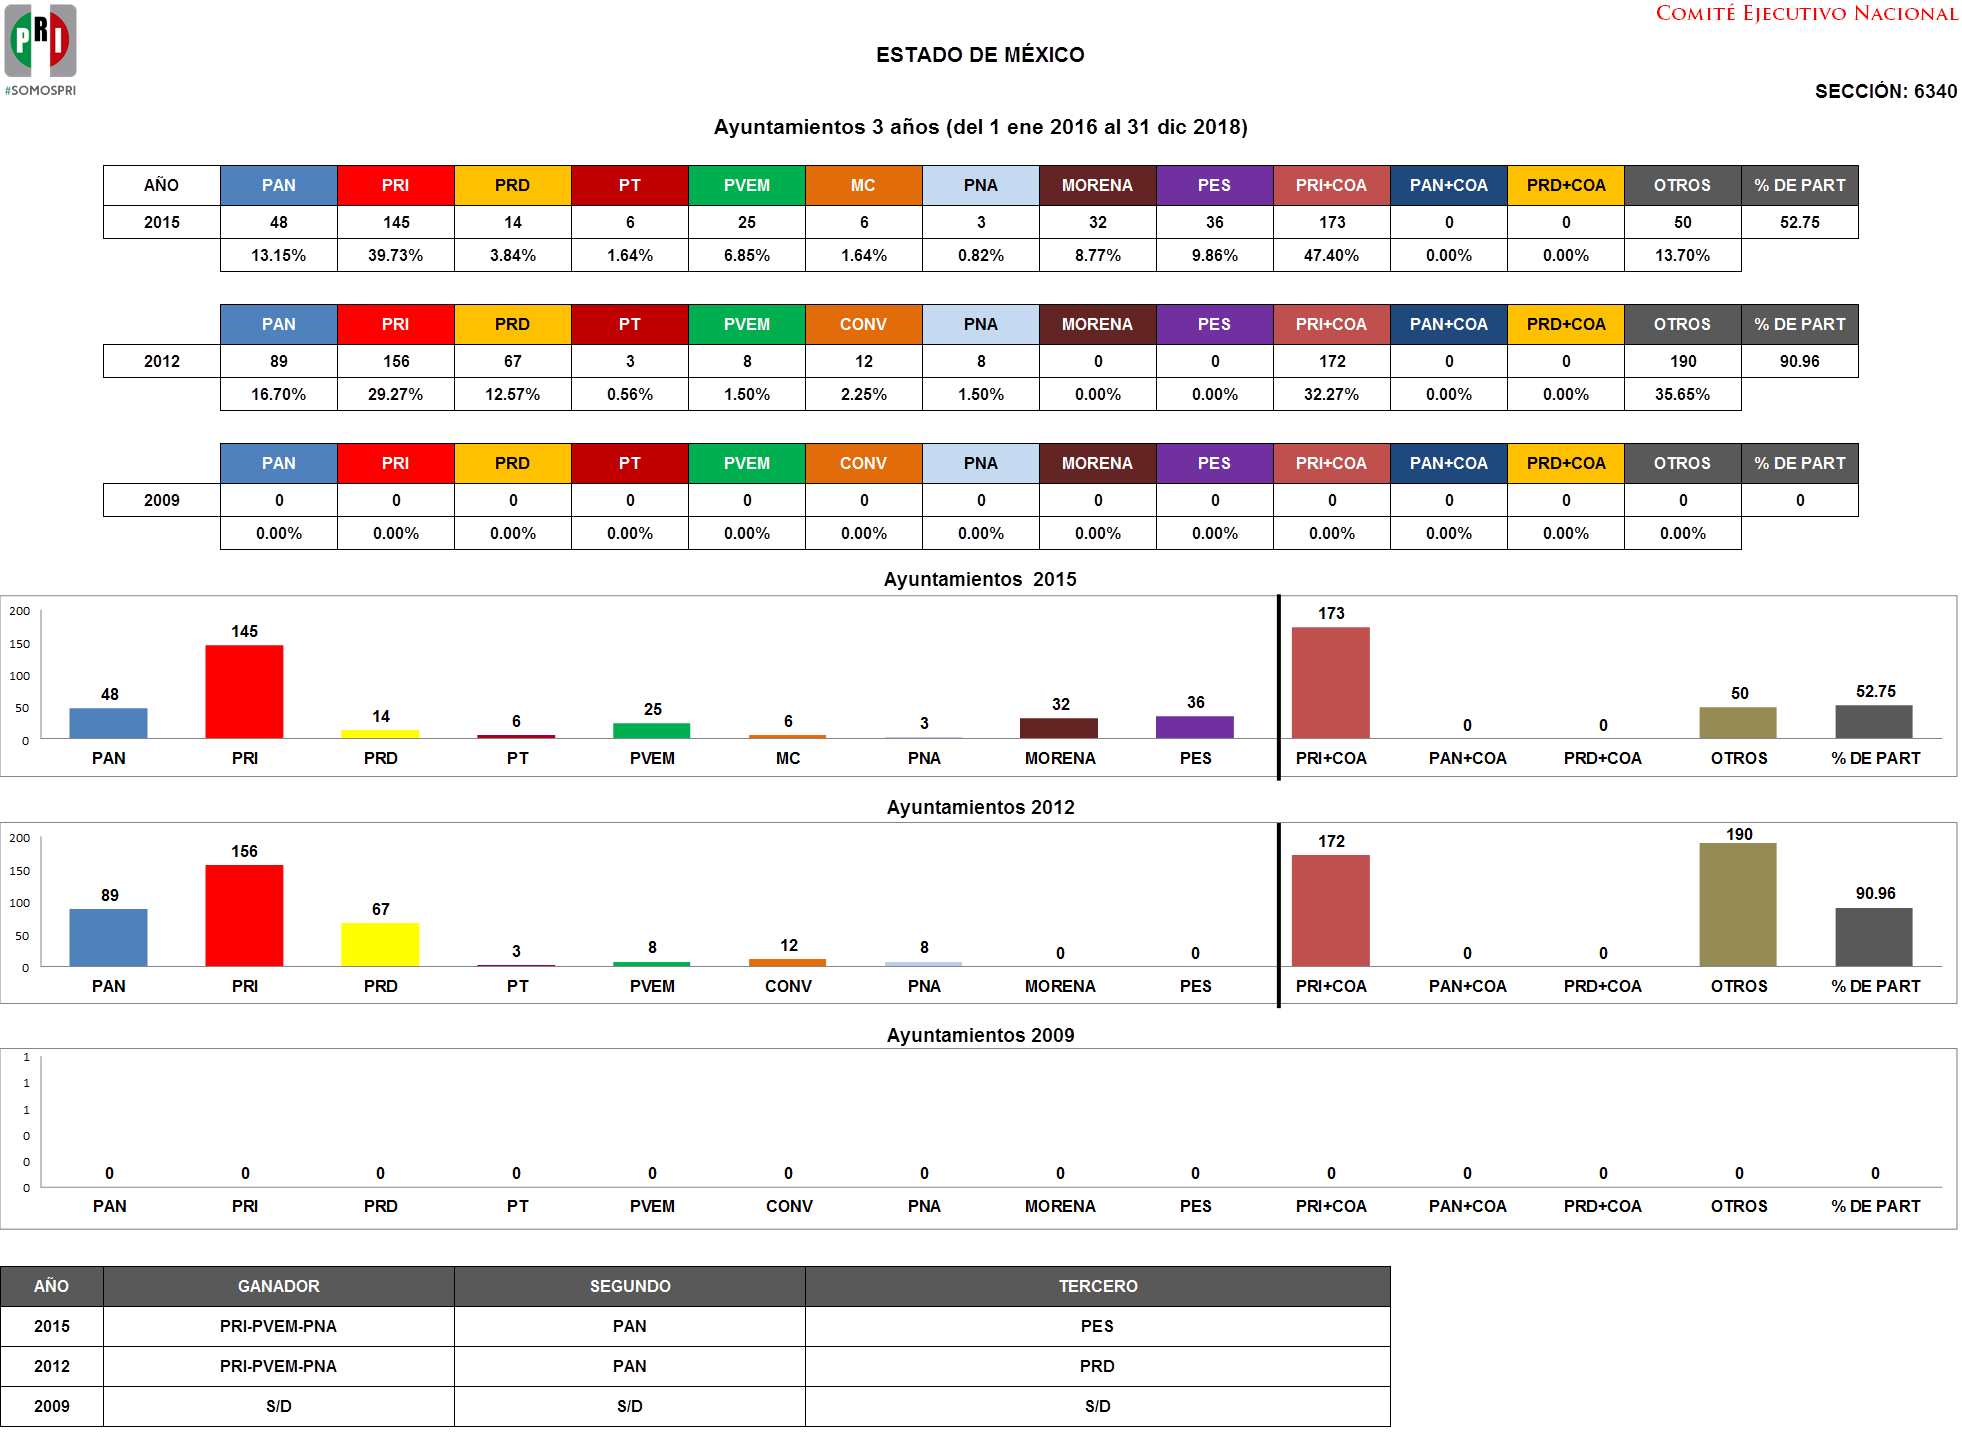 PRI
#SOMOSPRI
COMITÉ EJECUTIVO NACIONAL
ESTADO DE MÉXICO
SECCIÓN: 6340
Ayuntamientos 3 años (del 1 ene 2016 al 31 dic 2018)
AÑO PAN PRI PRD PT PVEM MC PNA MORENA PES PRI+COA PAN+COA PRD+COA OTROS % DE PART
2015 48 145 14 6 25 6 3 32 36 173 0 0 50 52.75
13.15% 39.73% 3.84% 1.64% 6.85% 1.64% 0.82% 8.77% 9.86% 47.40% 0.00% 0.00% 13.70%
PAN PRI PRD PT PVEM CONV PNA MORENA PES PRI+COA PAN+COA PRD+COA OTROS % DE PART
2012 89 156 67 3 8 12 8 0 0 172 0 0 190 90.96
16.70% 29.27% 12.57% 0.56% 1.50% 2.25% 1.50% 0.00% 0.00% 32.27% 0.00% 0.00% 35.65%
PAN PRI PRD PT PVEM CONV PNA MORENA PES PRI+COA PAN+COA PRD+COA OTROS % DE PART
2009 0 0 0 0 0 0 0 0 0 0 0 0 0 0
0.00% 0.00% 0.00% 0.00% 0.00% 0.00% 0.00% 0.00% 0.00% 0.00% 0.00% 0.00% 0.00%
Ayuntamientos 2015
200
150
100
50
0
48 145 14 6 25 6 3 32 36 173 0 0 50 52.75
PAN PRI PRD PT PVEM MC PNA MORENA PES PRI+COA PAN+COA PRD+COA OTROS % DE PART
Ayuntamientos 2012
200
150
100
50
0
89 156 67 3 8 12 8 0 0 172 0 0 190 90.96
PAN PRI PRD PT PVEM CONV PNA MORENA PES PRI+COA PAN+COA PRD+COA OTROS % DE PART
Ayuntamientos 2009
1
1
1
0
0
0
0 0 0 0 0 0 0 0 0 0 0 0 0 0
PAN PRI PRD PT PVEM CONV PNA MORENA PES PRI+COA PAN+COA PRD+COA OTROS % DE PART
AÑO GANADOR SEGUNDO TERCERO
2015 PRI-PVEM-PNA PAN PES
2012 PRI-PVEM-PNA PAN PRD
2009 S/D S/D S/D